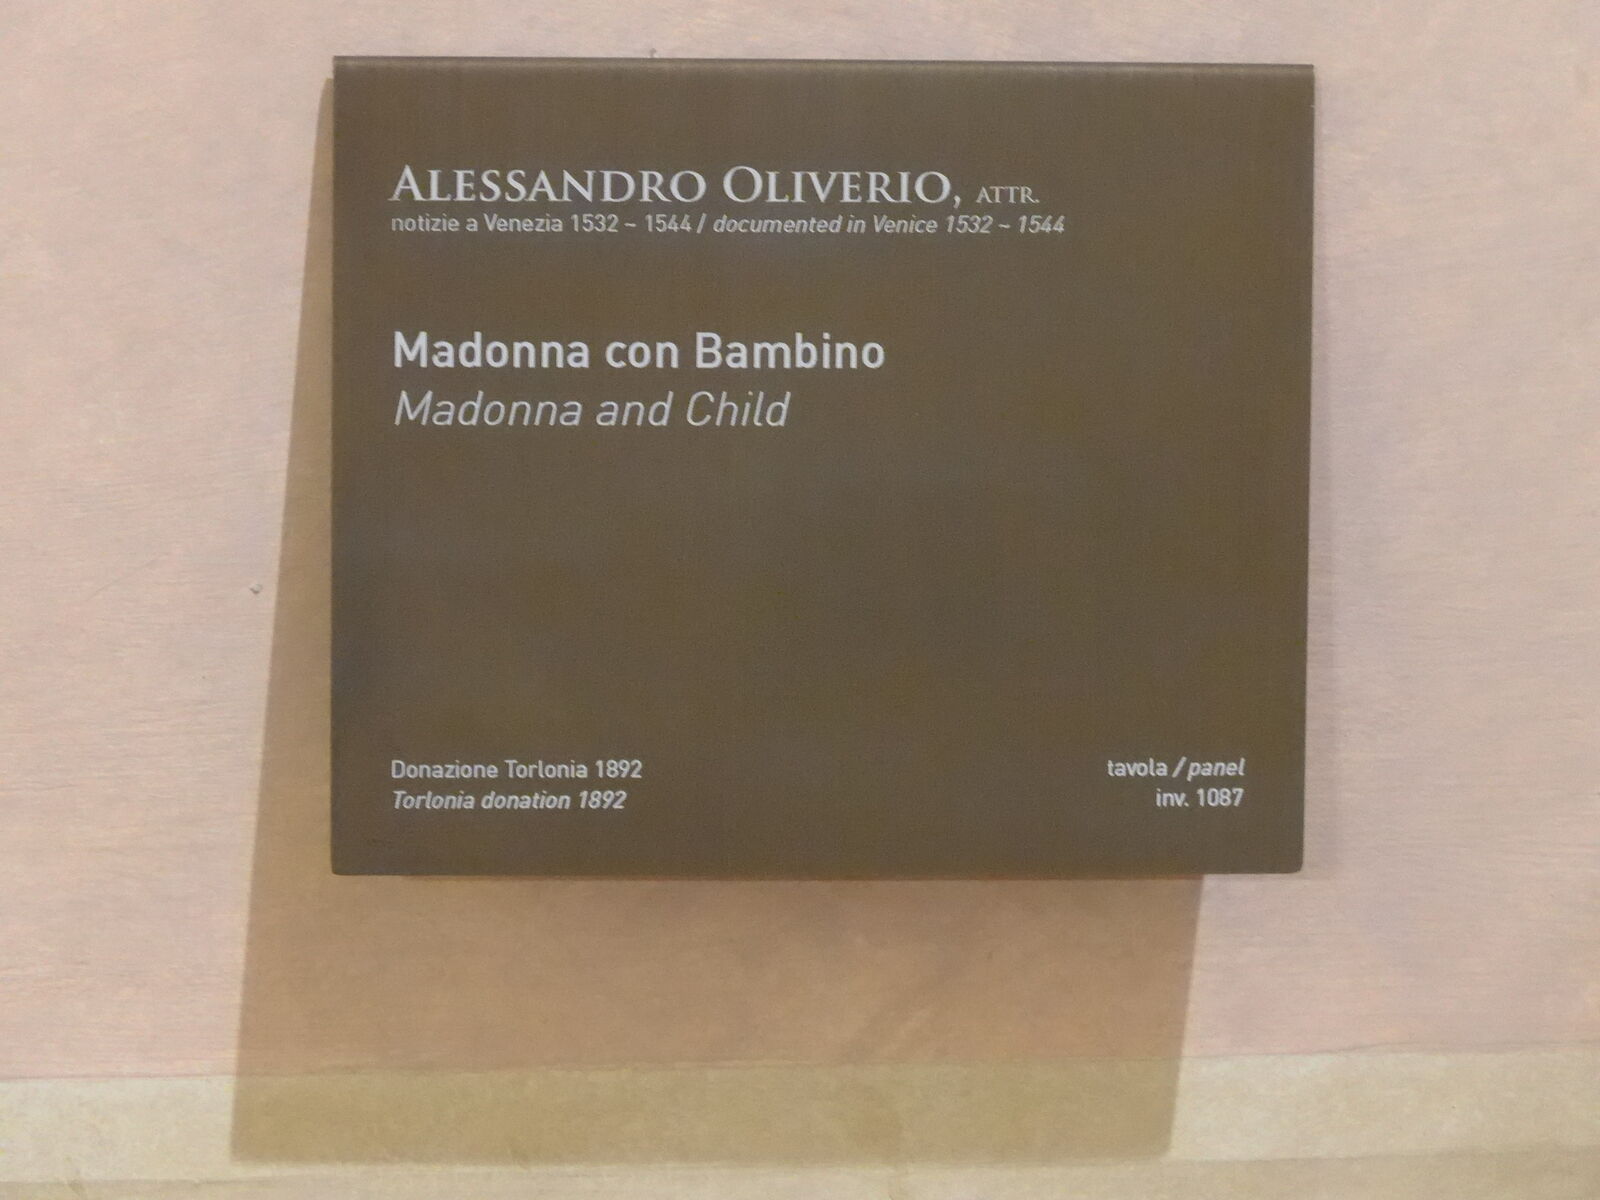 ALESSANDRO OLIVERIO, ATTR.
notizie a Venezia 1532 – 1544 / documented in Venice 1532 – 1544
Madonna con Bambino
Madonna and Child
Donazione Torlonia 1892
Torlonia donation 1892
tavola / panel
inv. 1087